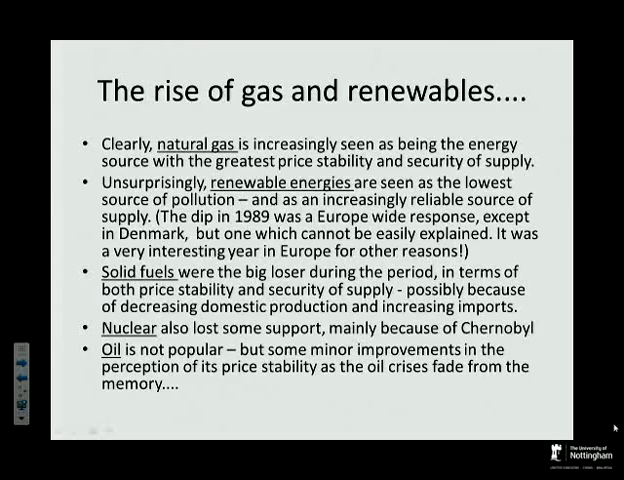 The rise of gas and renewables....
• Clearly, natural gas is increasingly seen as being the energy
source with the greatest price stability and security of supply.
• Unsurprisingly, renewable energies are seen as the lowest
source of pollution – and as an increasingly reliable source of
supply. (The dip in 1989 was a Europe wide response, except
in Denmark, but one which cannot be easily explained. It was
a very interesting year in Europe for other reasons!)
• Solid fuels were the big loser during the period, in terms of
both price stability and security of supply - possibly because
of decreasing domestic production and increasing imports.
• Nuclear also lost some support, mainly because of Chernobyl
• Oil is not popular – but some minor improvements in the
perception of its price stability as the oil crises fade from the
memory....
The University of
Nottingham